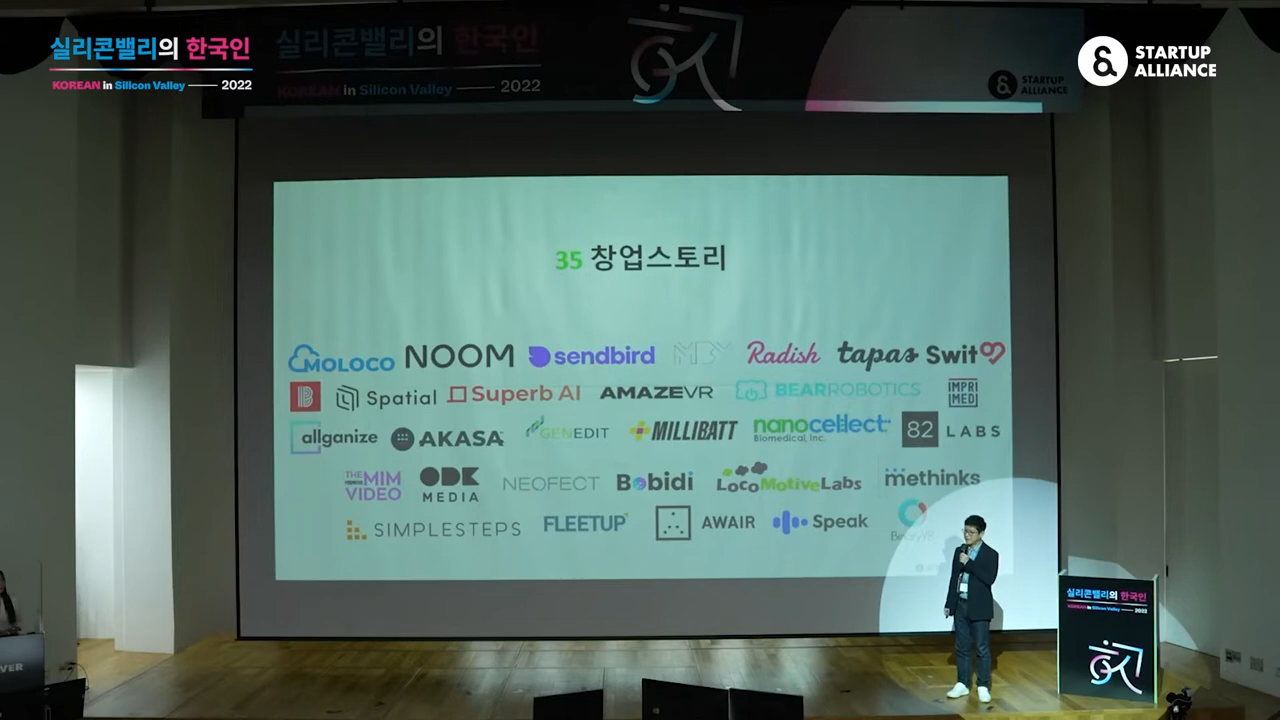 실리콘밸리의 한국인
KOREAN in Silicon Valley 2022
실리콘밸리의 한국인
KOREAN in Silicon Valley 2022
STARTUP
ALLIANCE
STARTUP
ALLIANCE
35 창업스토리
MOLOCO NOOM sendbird Radish tapas Swit
B Spatial Superb AI AMAZEVR BEARROBOTICS IMPRIMED
allganize AKASA GENEDIT MILLIBATT nanocellect Biomedical, Inc. 82 LABS
THE MIM VIDEO ODK MEDIA NEOFECT Bobidi LocoMotiveLabs methinks
SIMPLESTEPS FLEETUP AWAIR Speak BinaryVR
실리콘밸리의 한국인
KOREAN in Silicon Valley 2022
VER